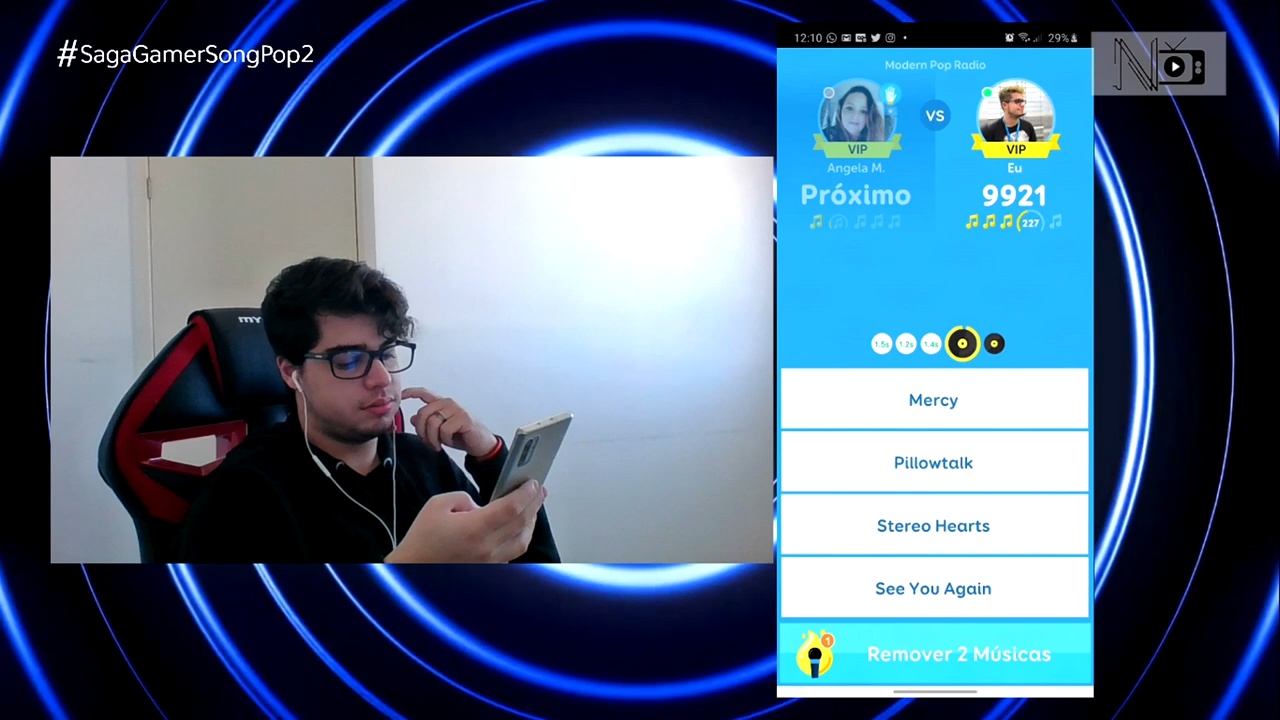 #SagaGamerSongPop2
MY
12:10
29%
Modern Pop Radio
VS
VIP
VIP
Angela M.
Eu
Próximo
9921
227
1.5s
1.2s
1.4s
Mercy
Pillowtalk
Stereo Hearts
See You Again
1
Remover 2 Músicas